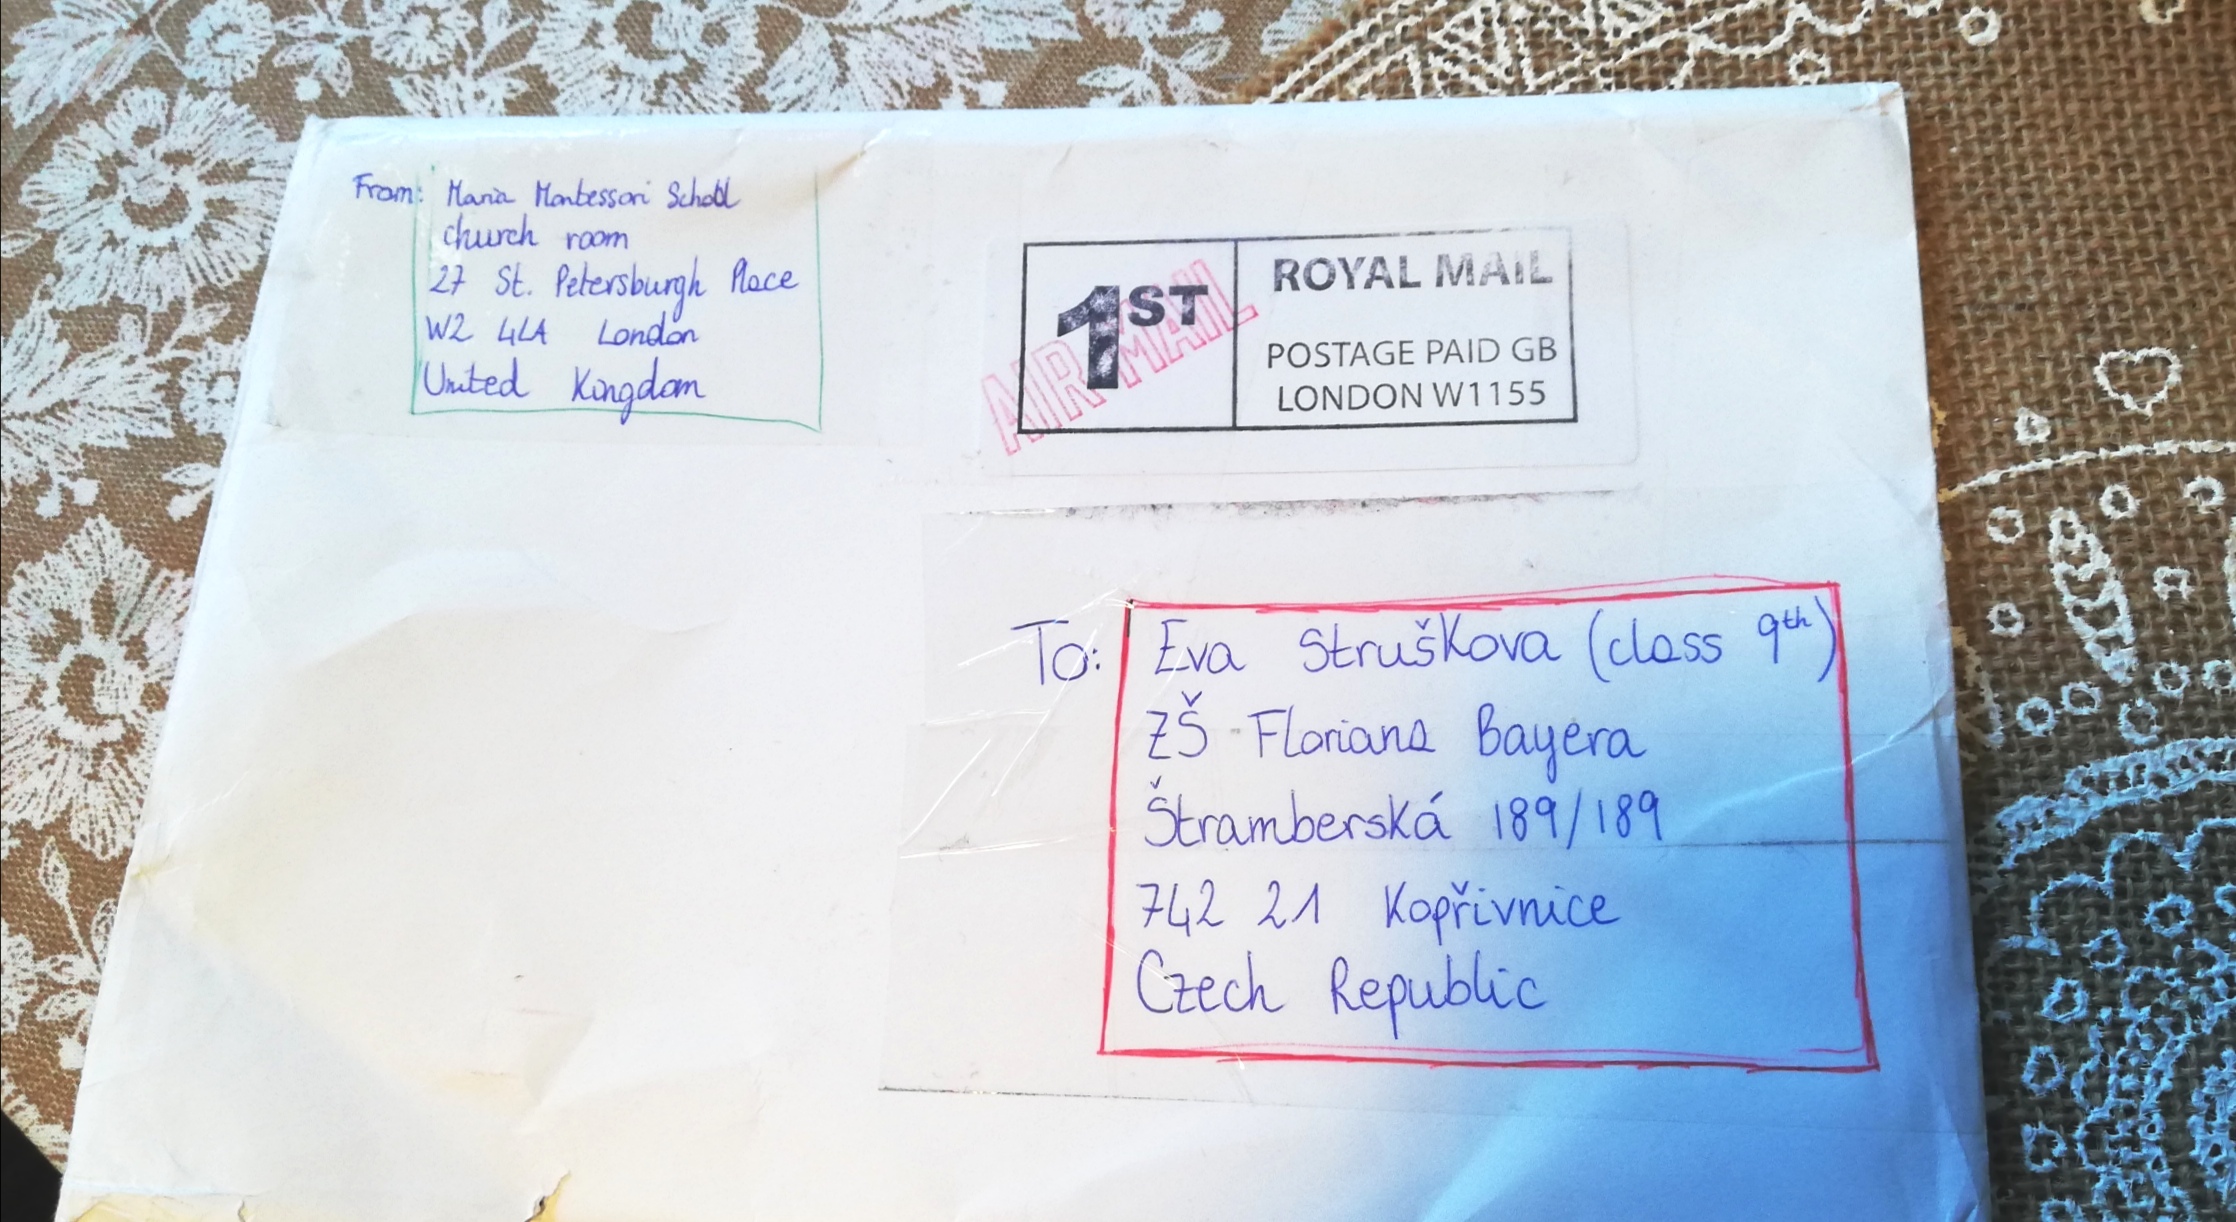 From: Maria Montessori School
church room
27 St. Petersburgh Place
W2 4LA London
United Kingdom
1ST
AIR MAIL
ROYAL MAIL
POSTAGE PAID GB
LONDON W1155
To: Eva Struškova (class 9th)
ZŠ - Floriana Bayera
Štramberská 189/189
742 21 Kopřivnice
Czech Republic